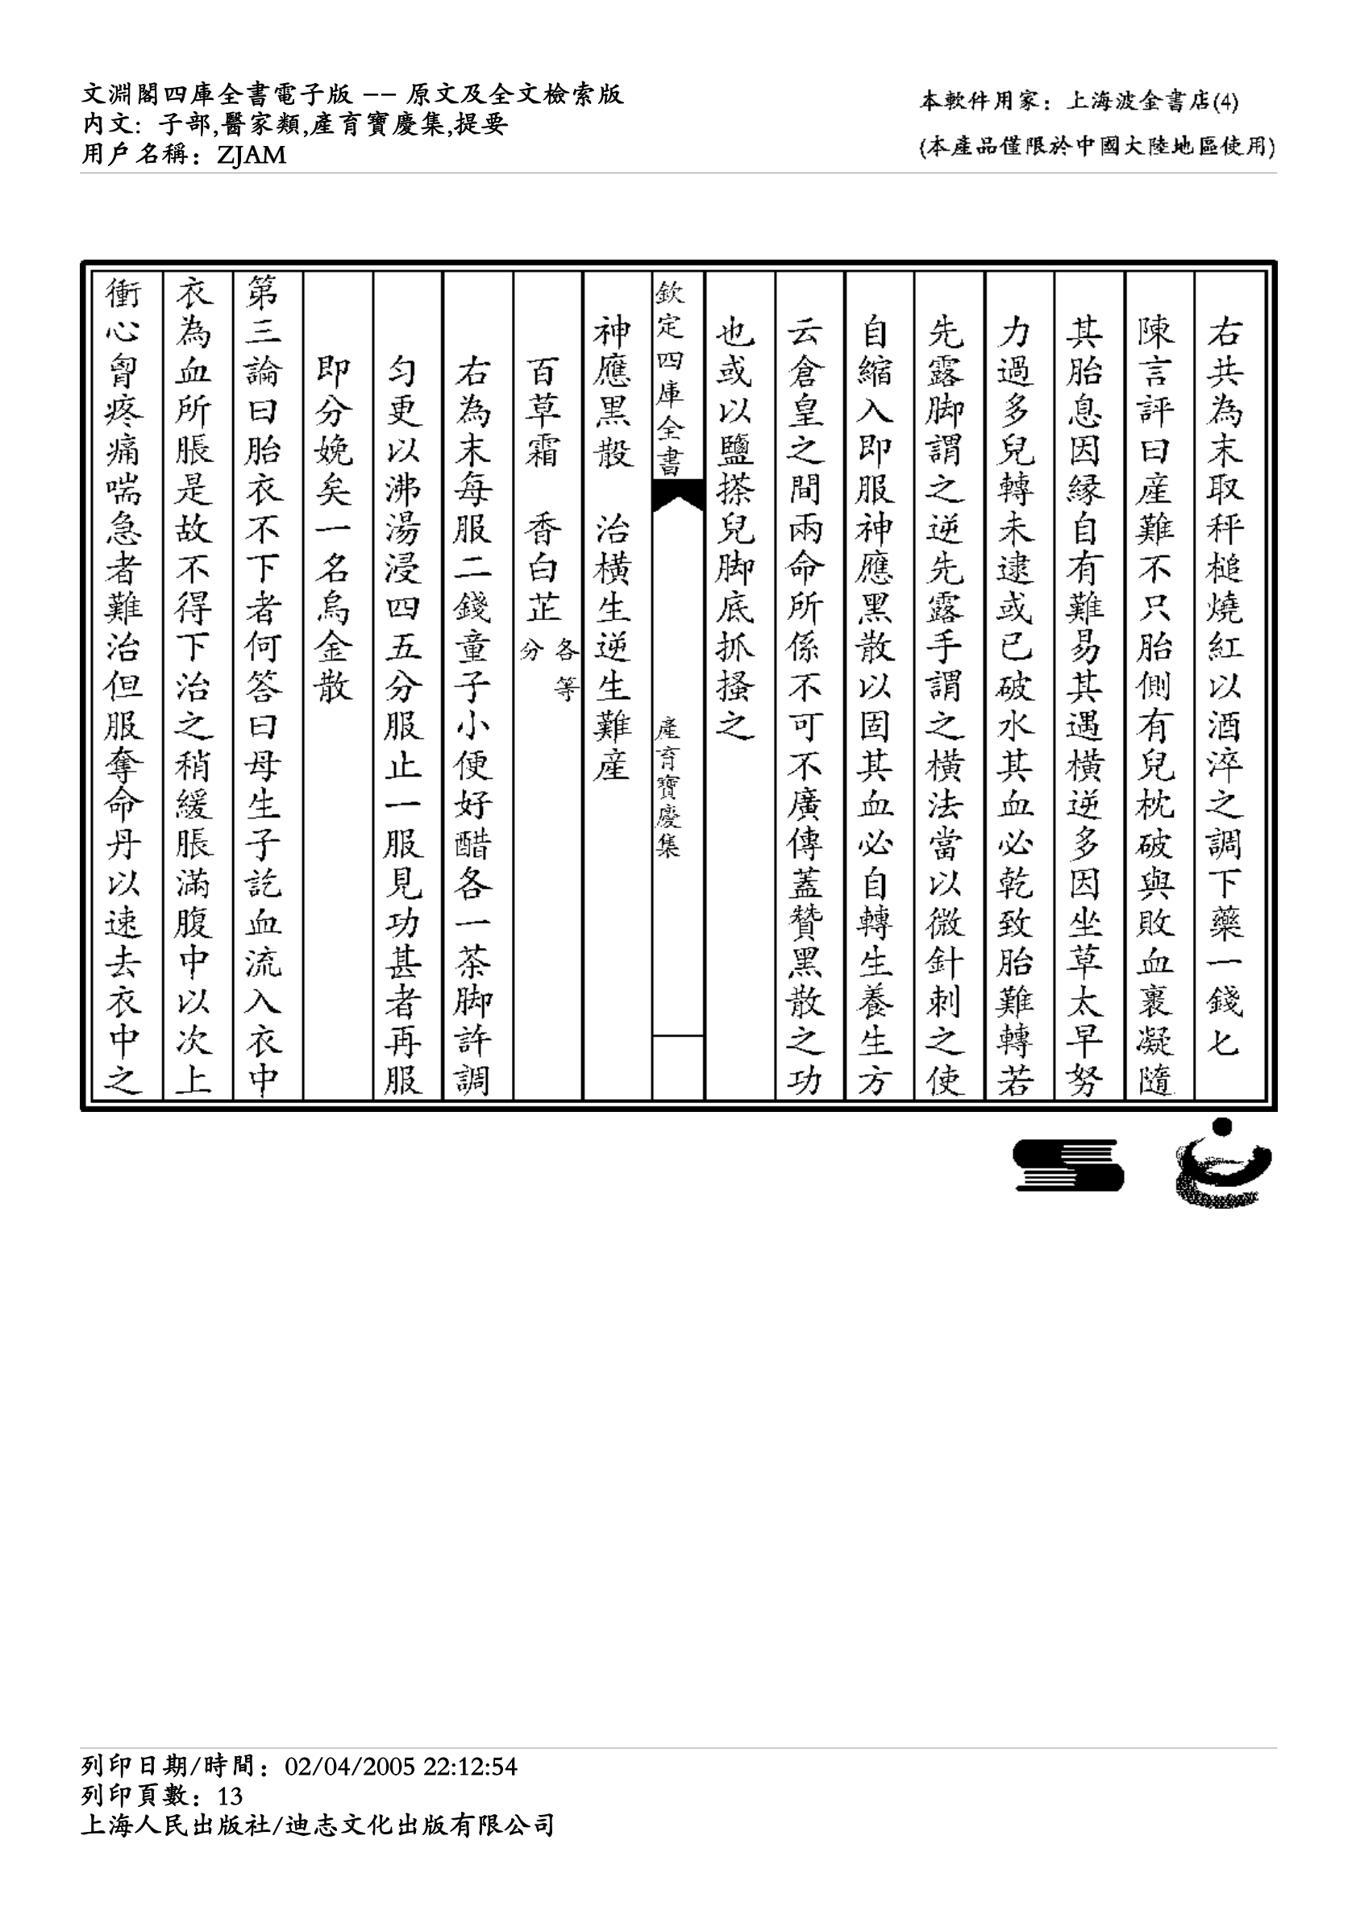 文淵閣四庫全書電子版 -- 原文及全文檢索版
内文：子部,醫家類,產育寶慶集,提要
用戶名稱：ZJAM
本軟件用家：上海波金書店(4)
(本產品僅限於中國大陸地區使用)
右共為末取秤槌燒紅以酒淬之調下藥一錢匕
陳言評曰產難不只胎側有兒枕破與敗血裹凝隨
其胎息因縁自有難易其遇橫逆多因坐草太早努
力過多兒轉未逮或已破水其血必乾致胎難轉若
先露脚謂之逆先露手謂之橫法當以微針刺之使
自縮入即服神應黑散以固其血必自轉生養生方
云倉皇之間兩命所係不可不廣傳蓋贊黑散之功
也或以鹽搽兒脚底抓搔之
欽定四庫全書
產育寶慶集
神應黑散 治橫生逆生難產
百草霜 香白芷各等分
右為末每服二錢童子小便好醋各一茶脚許調
匀更以沸湯浸四五分服止一服見功甚者再服
即分娩矣一名烏金散
第三論曰胎衣不下者何答曰母生子訖血流入衣中
衣為血所脹是故不得下治之稍緩脹滿腹中以次上
衝心胷疼痛喘急者難治但服奪命丹以速去衣中之
列印日期/時間：02/04/2005 22:12:54
列印頁數：13
上海人民出版社/迪志文化出版有限公司